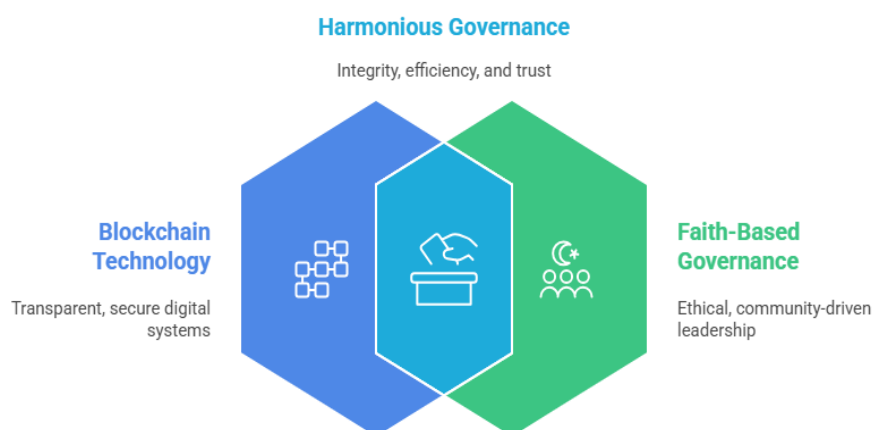 Harmonious Governance
Integrity, efficiency, and trust
Blockchain
Technology
Transparent, secure digital
systems
Faith-Based
Governance
Ethical, community-driven
leadership